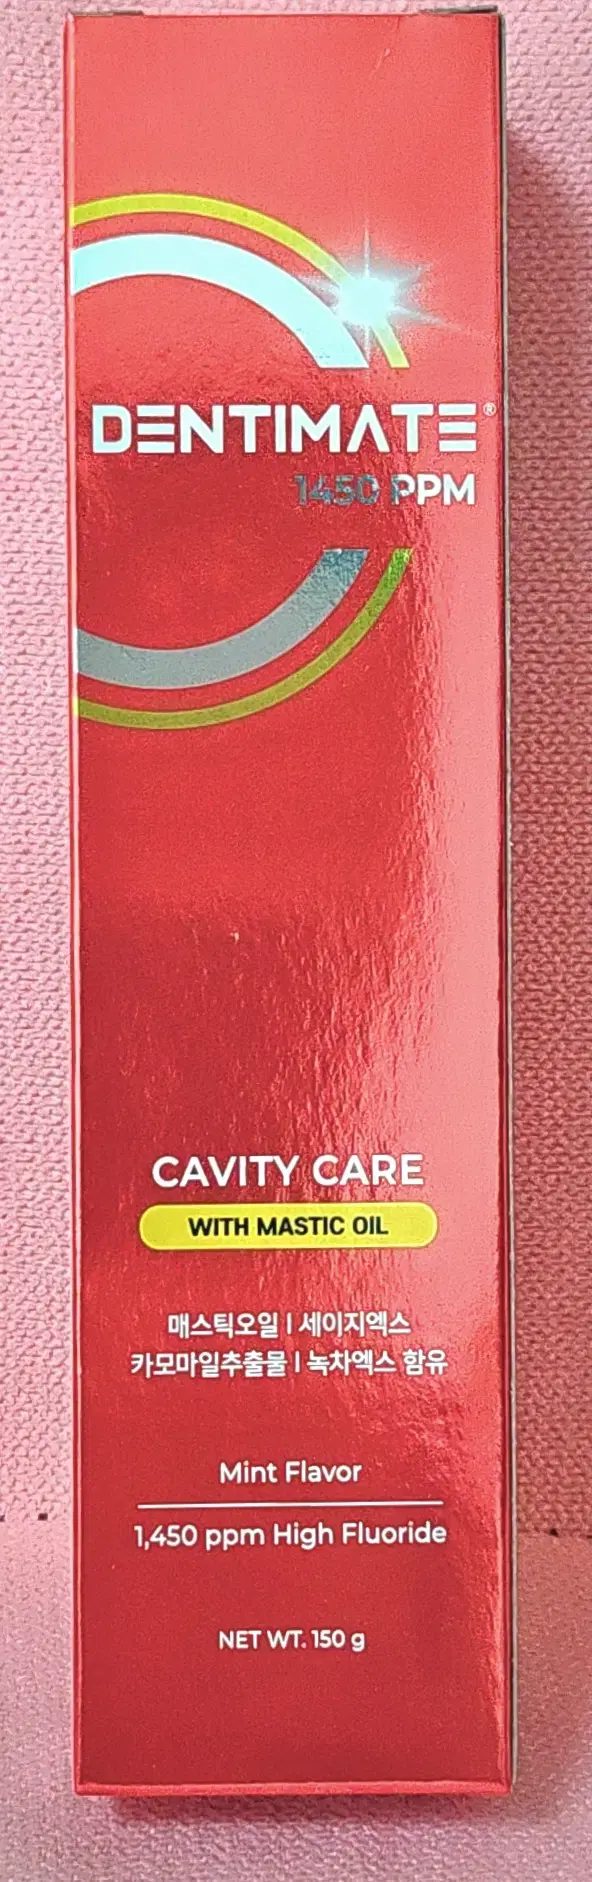 DENTIMATE®
1450 PPM
CAVITY CARE
WITH MASTIC OIL
매스틱오일 | 세이지엑스
카모마일추출물 | 녹차엑스 함유
Mint Flavor
1,450 ppm High Fluoride
NET WT. 150 g